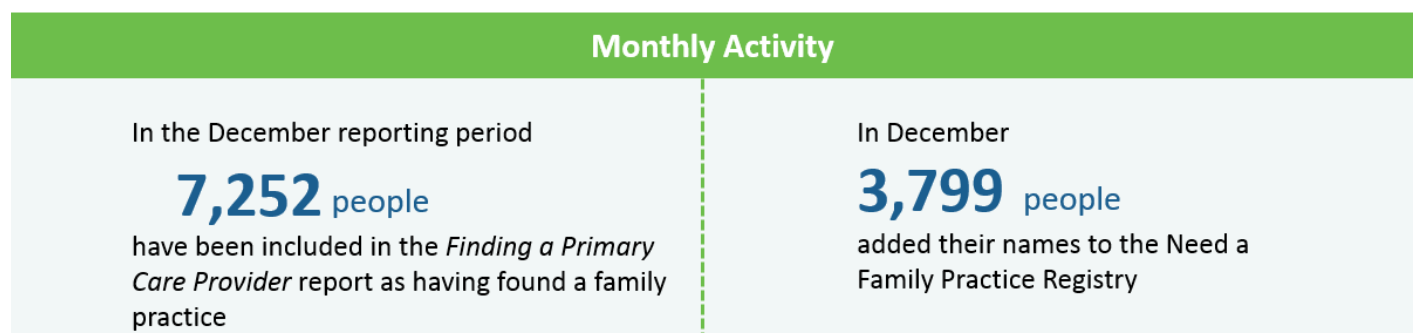 Monthly Activity
In the December reporting period
7,252 people
have been included in the Finding a Primary
Care Provider report as having found a family
practice
In December
3,799 people
added their names to the Need a
Family Practice Registry